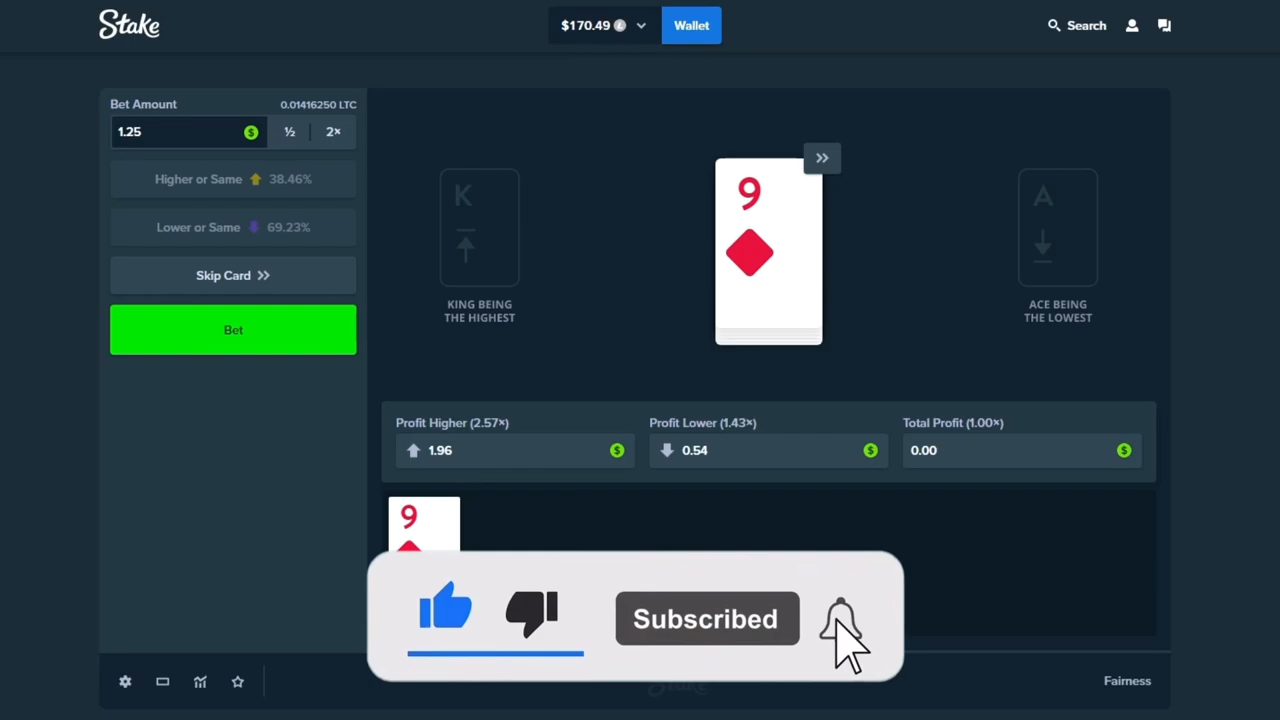 Stake
$170.49
Wallet
Search
Bet Amount
0.01416250 LTC
1.25
$
½
2×
Higher or Same 38.46%
Lower or Same 69.23%
Skip Card
Bet
K
KING BEING
THE HIGHEST
9
A
ACE BEING
THE LOWEST
Profit Higher (2.57×)
1.96
$
Profit Lower (1.43×)
0.54
$
Total Profit (1.00×)
0.00
$
9
Subscribed
Stake
Fairness